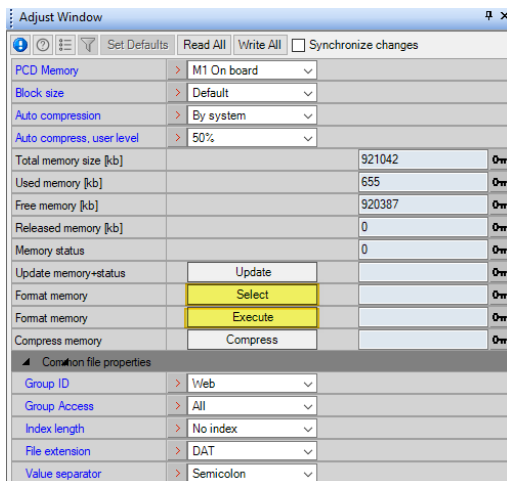 Adjust Window
Set Defaults Read All Write All Synchronize changes
PCD Memory > M1 On board
Block size > Default
Auto compression > By system
Auto compress, user level > 50%
Total memory size [kb] 921042
Used memory [kb] 655
Free memory [kb] 920387
Released memory [kb] 0
Memory status 0
Update memory+status Update
Format memory Select
Format memory Execute
Compress memory Compress
Common file properties
Group ID > Web
Group Access > All
Index length > No index
File extension > DAT
Value separator > Semicolon